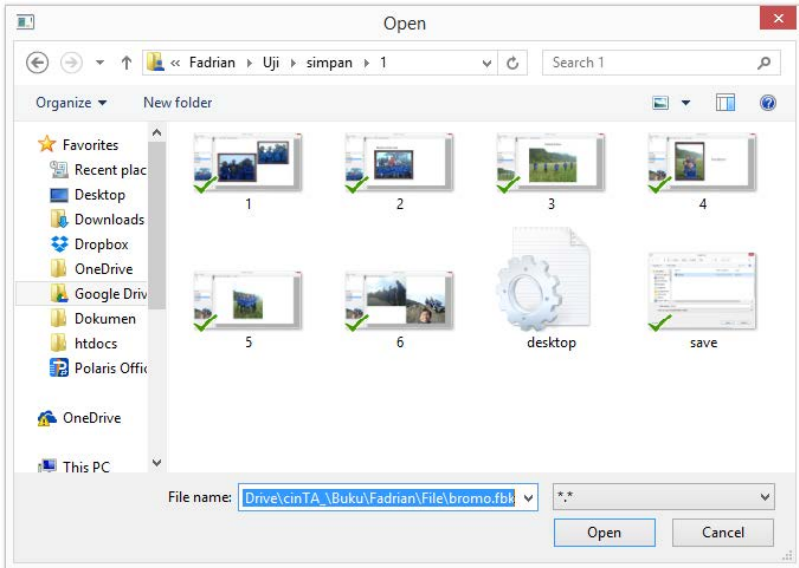 Open
« Fadrian Uji simpan 1
Search 1
Organize
New folder
Favorites
Recent plac
Desktop
Downloads
Dropbox
OneDrive
Google Driv
Dokumen
htdocs
Polaris Offic
OneDrive
This PC
1
2
3
4
5
6
desktop
save
File name: Drive\cinTA_\Buku\Fadrian\File\bromo.fbk
*.*
Open
Cancel